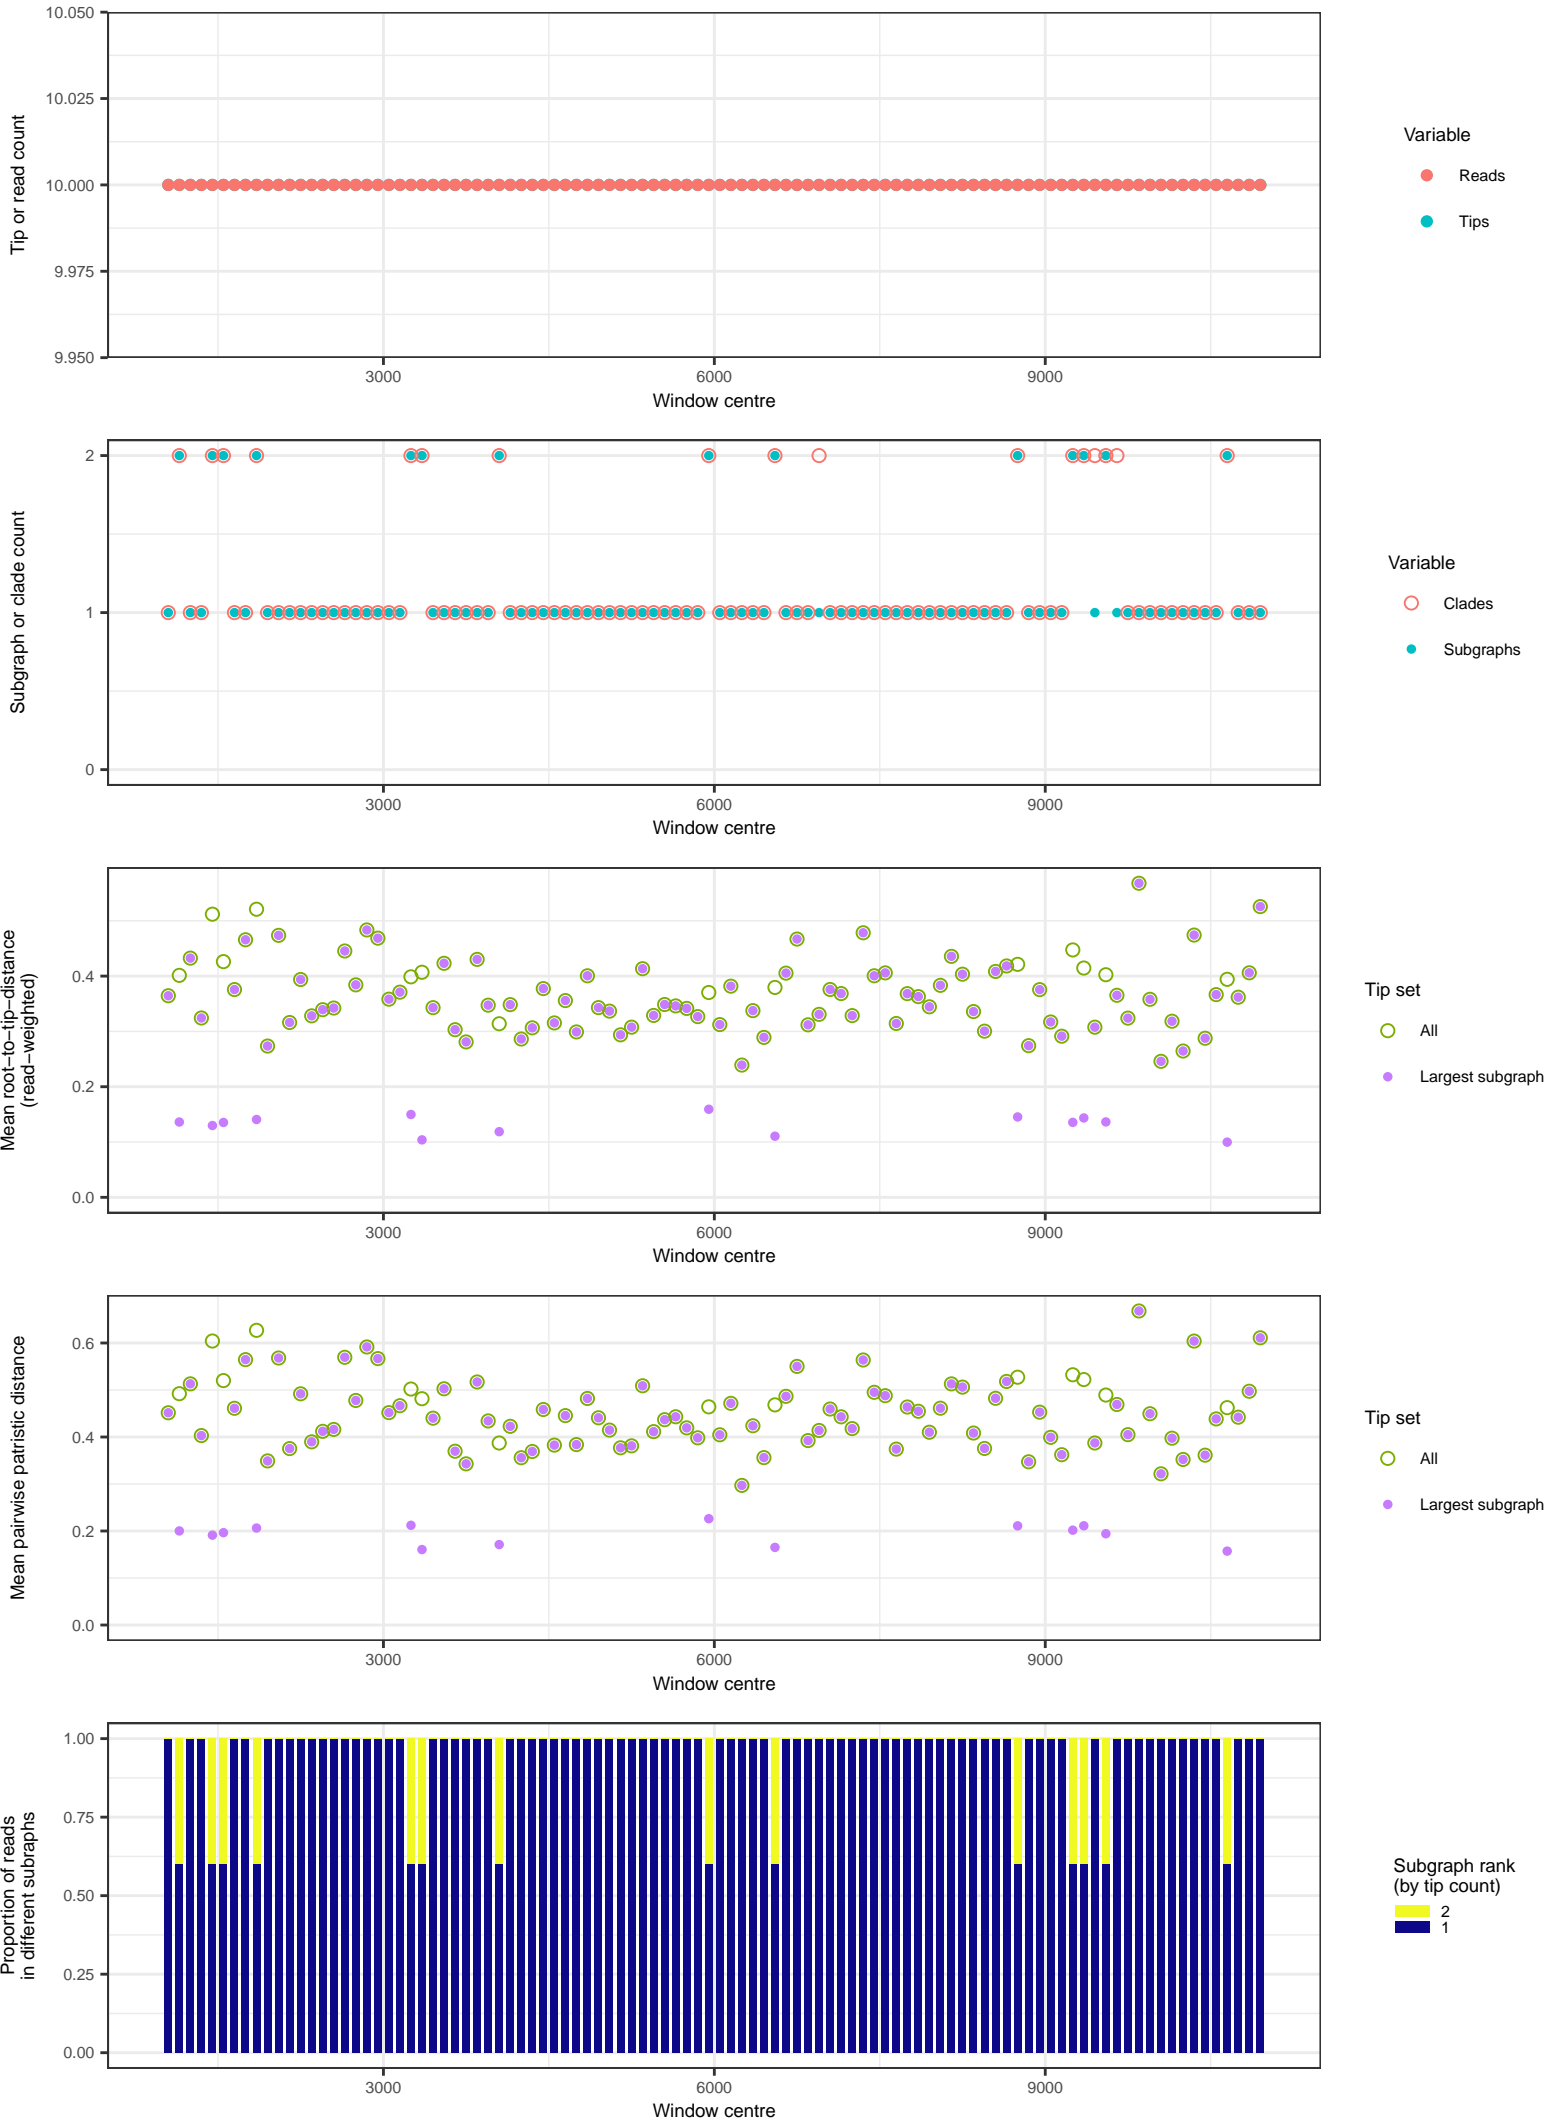 10.050
10.025
10.000
9.975
9.950
Tip or read count
3000 6000 9000
Window centre
Variable
Reads
Tips
2
1
0
Subgraph or clade count
3000 6000 9000
Window centre
Variable
Clades
Subgraphs
0.4
0.2
0.0
Mean root−to−tip−distance
(read−weighted)
3000 6000 9000
Window centre
Tip set
All
Largest subgraph
0.6
0.4
0.2
0.0
Mean pairwise patristic distance
3000 6000 9000
Window centre
Tip set
All
Largest subgraph
1.00
0.75
0.50
0.25
0.00
Proportion of reads
in different subraphs
3000 6000 9000
Window centre
Subgraph rank
(by tip count)
2
1